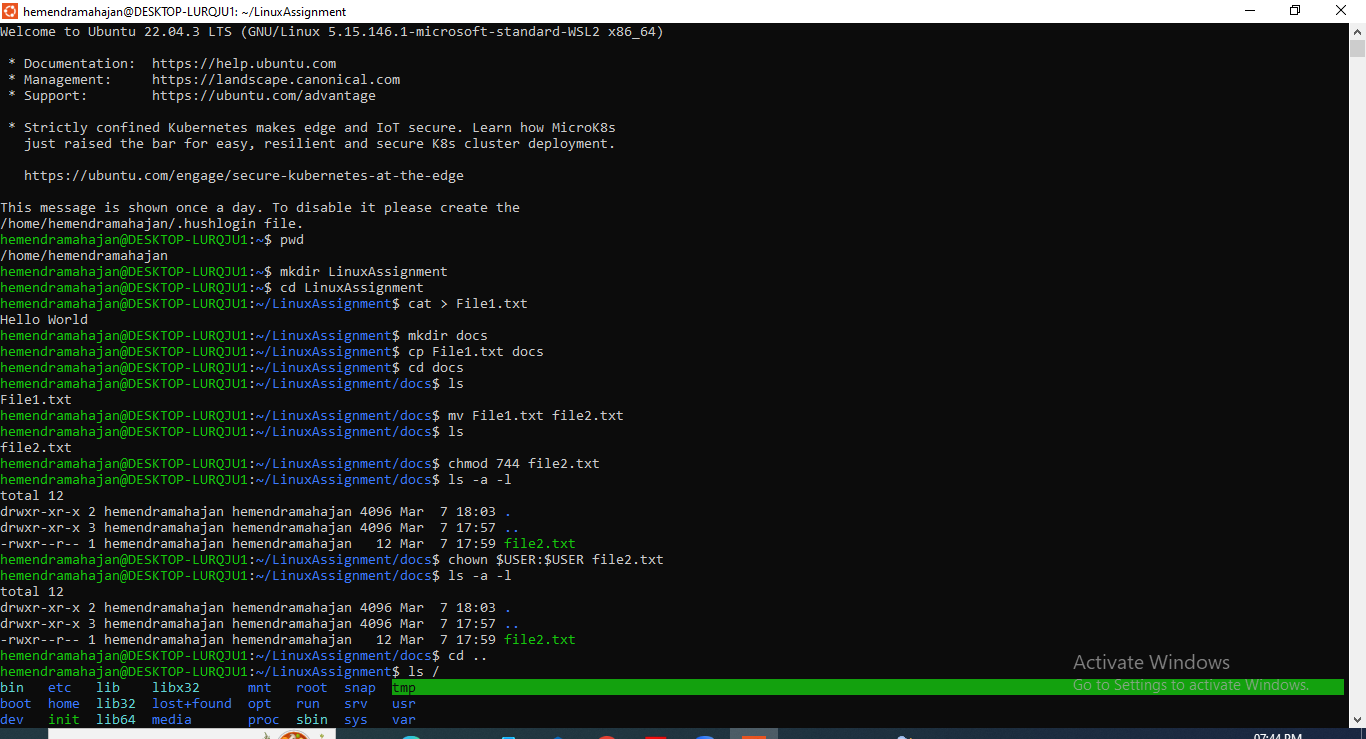 hemendramahajan@DESKTOP-LURQJU1: ~/LinuxAssignment
Welcome to Ubuntu 22.04.3 LTS (GNU/Linux 5.15.146.1-microsoft-standard-WSL2 x86_64)
* Documentation:  https://help.ubuntu.com
* Management:     https://landscape.canonical.com
* Support:        https://ubuntu.com/advantage
* Strictly confined Kubernetes makes edge and IoT secure. Learn how MicroK8s
just raised the bar for easy, resilient and secure K8s cluster deployment.
https://ubuntu.com/engage/secure-kubernetes-at-the-edge
This message is shown once a day. To disable it please create the
/home/hemendramahajan/.hushlogin file.
hemendramahajan@DESKTOP-LURQJU1:~$ pwd
/home/hemendramahajan
hemendramahajan@DESKTOP-LURQJU1:~$ mkdir LinuxAssignment
hemendramahajan@DESKTOP-LURQJU1:~$ cd LinuxAssignment
hemendramahajan@DESKTOP-LURQJU1:~/LinuxAssignment$ cat > File1.txt
Hello World
hemendramahajan@DESKTOP-LURQJU1:~/LinuxAssignment$ mkdir docs
hemendramahajan@DESKTOP-LURQJU1:~/LinuxAssignment$ cp File1.txt docs
hemendramahajan@DESKTOP-LURQJU1:~/LinuxAssignment$ cd docs
hemendramahajan@DESKTOP-LURQJU1:~/LinuxAssignment/docs$ ls
File1.txt
hemendramahajan@DESKTOP-LURQJU1:~/LinuxAssignment/docs$ mv File1.txt file2.txt
hemendramahajan@DESKTOP-LURQJU1:~/LinuxAssignment/docs$ ls
file2.txt
hemendramahajan@DESKTOP-LURQJU1:~/LinuxAssignment/docs$ chmod 744 file2.txt
hemendramahajan@DESKTOP-LURQJU1:~/LinuxAssignment/docs$ ls -a -l
total 12
drwxr-xr-x 2 hemendramahajan hemendramahajan 4096 Mar  7 18:03 .
drwxr-xr-x 3 hemendramahajan hemendramahajan 4096 Mar  7 17:57 ..
-rwxr--r-- 1 hemendramahajan hemendramahajan   12 Mar  7 17:59 file2.txt
hemendramahajan@DESKTOP-LURQJU1:~/LinuxAssignment/docs$ chown $USER:$USER file2.txt
hemendramahajan@DESKTOP-LURQJU1:~/LinuxAssignment/docs$ ls -a -l
total 12
drwxr-xr-x 2 hemendramahajan hemendramahajan 4096 Mar  7 18:03 .
drwxr-xr-x 3 hemendramahajan hemendramahajan 4096 Mar  7 17:57 ..
-rwxr--r-- 1 hemendramahajan hemendramahajan   12 Mar  7 17:59 file2.txt
hemendramahajan@DESKTOP-LURQJU1:~/LinuxAssignment/docs$ cd ..
hemendramahajan@DESKTOP-LURQJU1:~/LinuxAssignment$ ls /
bin   etc   lib    libx32      mnt   root  snap  tmp
boot  home  lib32  lost+found  opt   run   srv   usr
dev   init  lib64  media       proc  sbin  sys   var
Activate Windows
Go to Settings to activate Windows.
07:44 PM